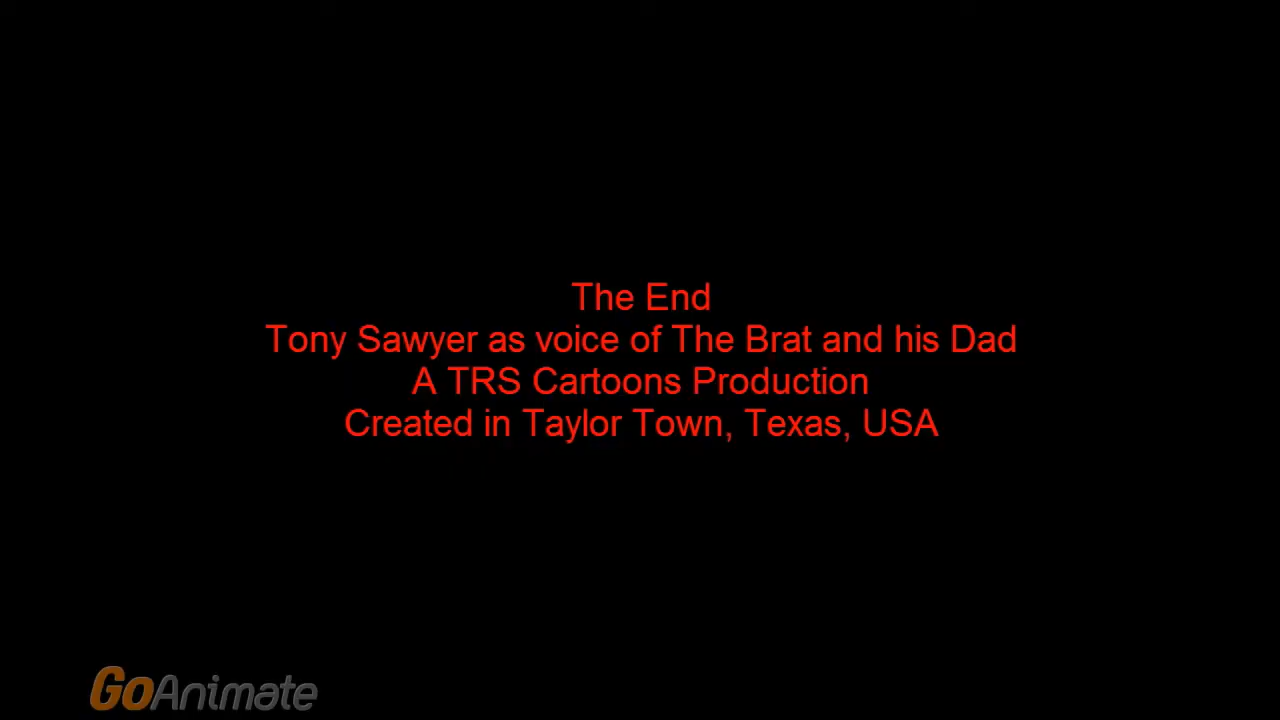 The End
Tony Sawyer as voice of The Brat and his Dad
A TRS Cartoons Production
Created in Taylor Town, Texas, USA
GoAnimate